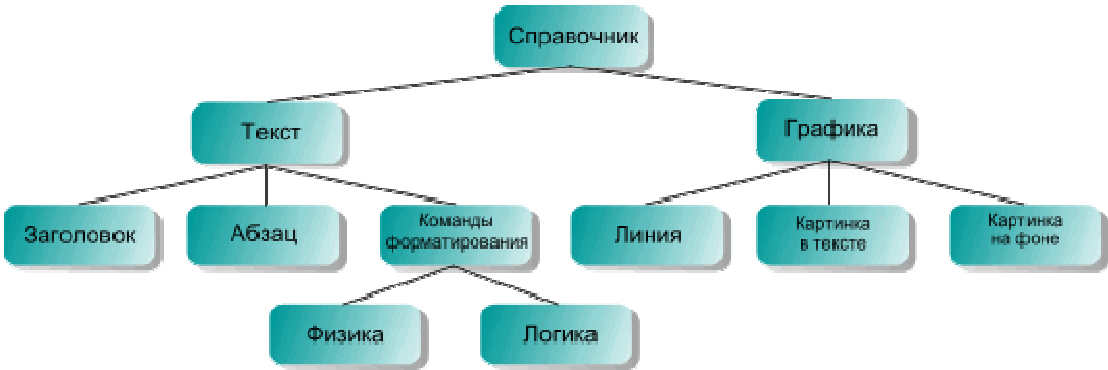 Справочник
Текст
Графика
Заголовок
Абзац
Команды
форматирования
Линия
Картинка
в тексте
Картинка
на фоне
Физика
Логика